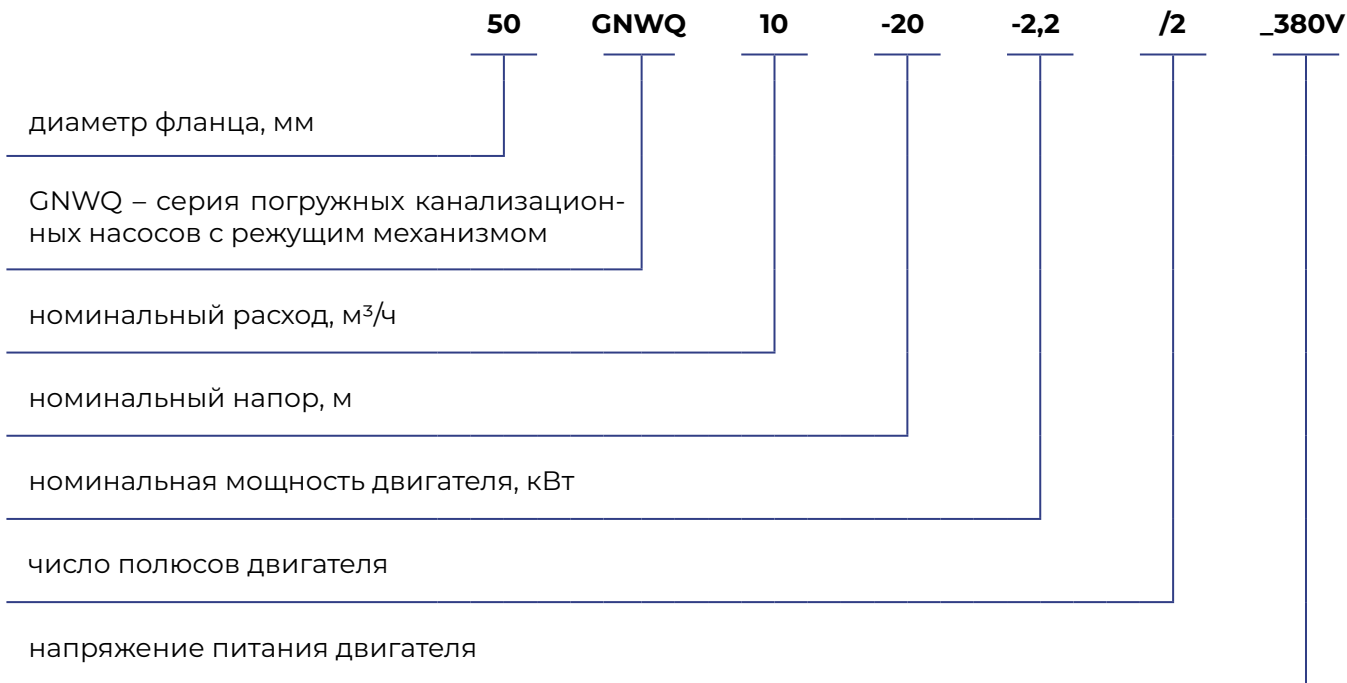 50 GNWQ 10 -20 -2,2 /2 _380V
диаметр фланца, мм
GNWQ – серия погружных канализацион-
ных насосов с режущим механизмом
номинальный расход, м³/ч
номинальный напор, м
номинальная мощность двигателя, кВт
число полюсов двигателя
напряжение питания двигателя